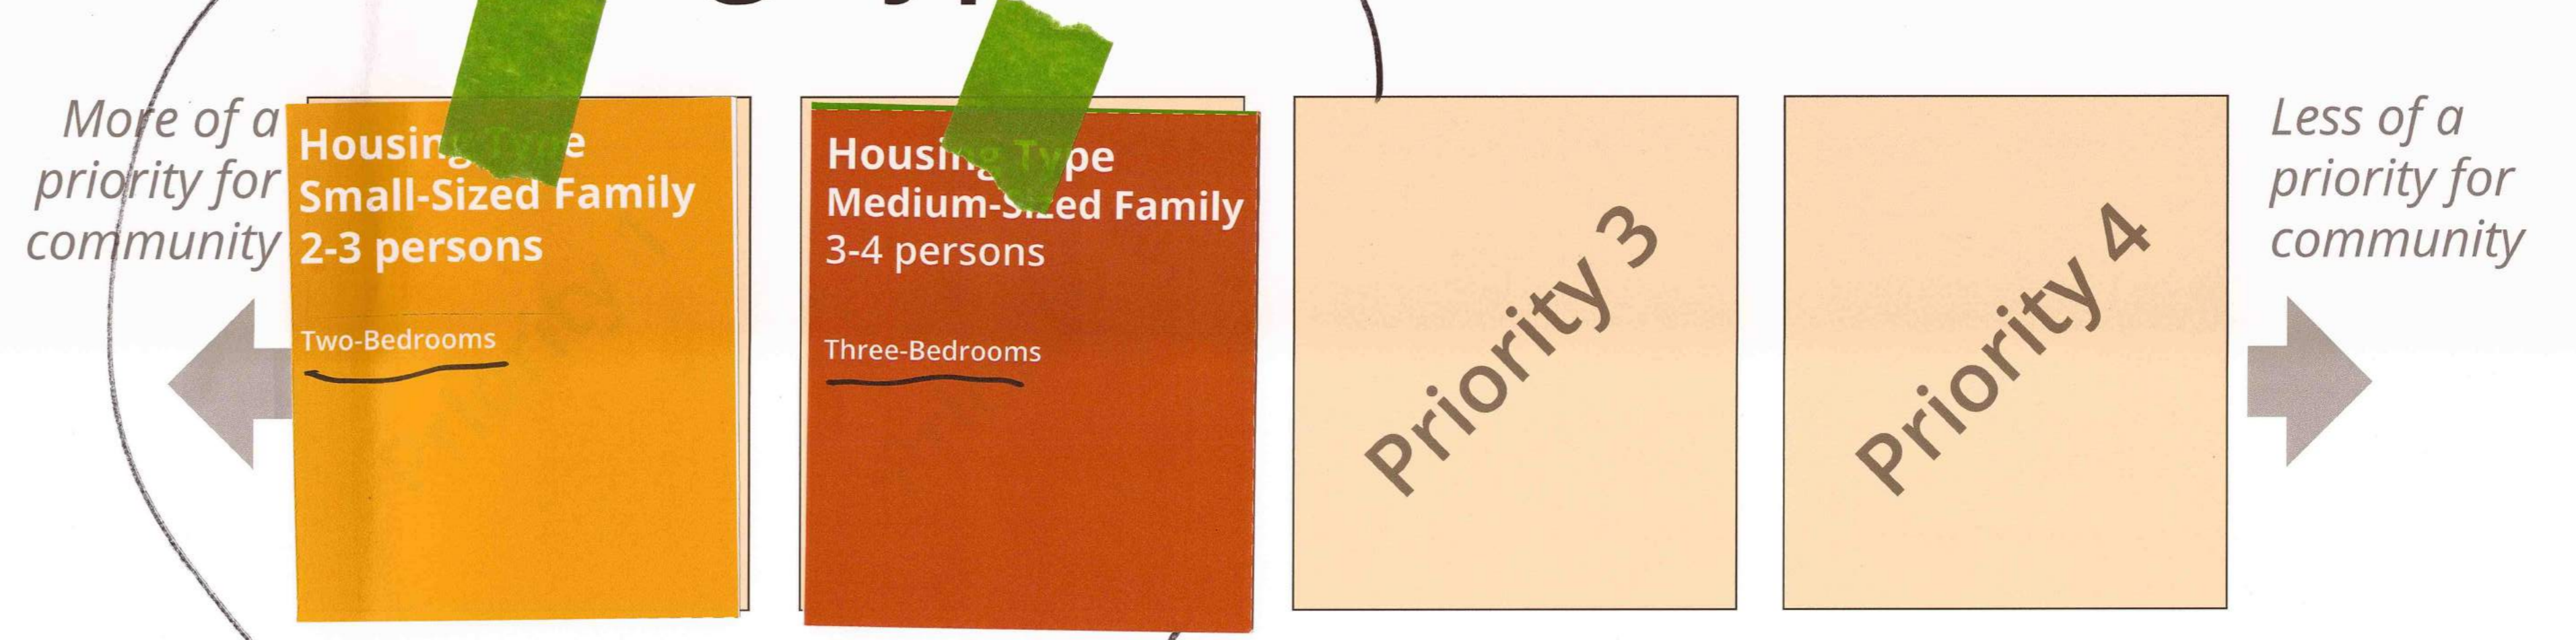 More of a
priority for
community
Housing Type
Small-Sized Family
2-3 persons
Two-Bedrooms
Housing Type
Medium-Sized Family
3-4 persons
Three-Bedrooms
Priority 3
Priority 4
Less of a
priority for
community